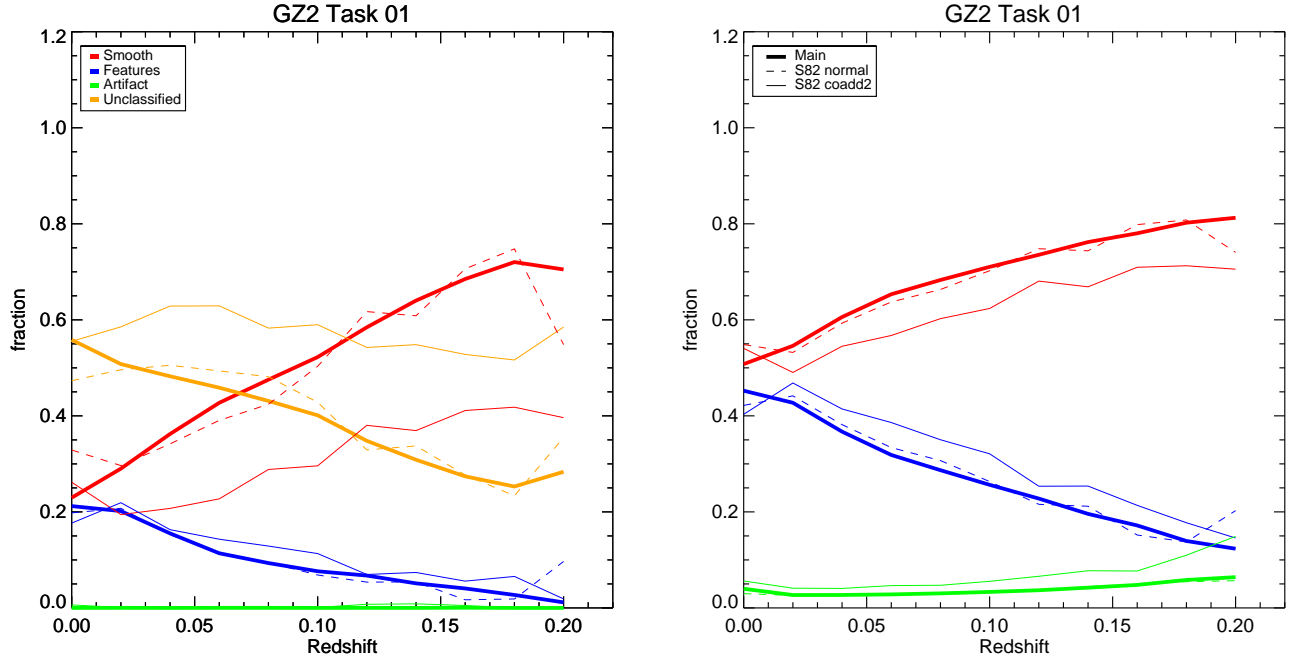 GZ2 Task 01
1.2
1.0
0.8
0.6
0.4
0.2
0.0
fraction
Smooth
Features
Artifact
Unclassified
0.00
0.05
0.10
0.15
0.20
Redshift
GZ2 Task 01
1.2
1.0
0.8
0.6
0.4
0.2
0.0
fraction
Main
S82 normal
S82 coadd2
0.00
0.05
0.10
0.15
0.20
Redshift